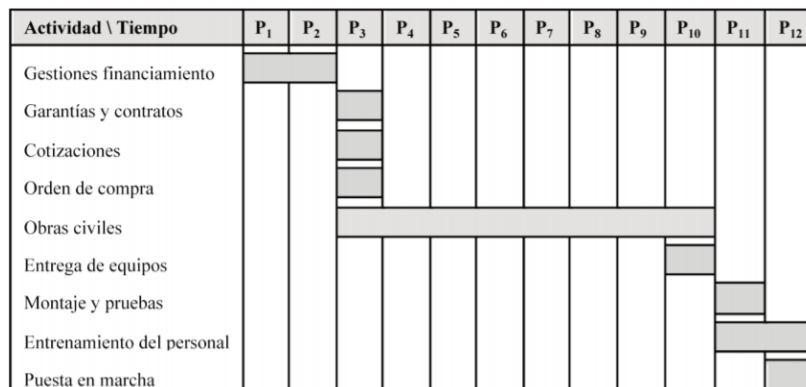 Actividad \ Tiempo P1 P2 P3 P4 P5 P6 P7 P8 P9 P10 P11 P12
Gestiones financiamiento
Garantías y contratos
Cotizaciones
Orden de compra
Obras civiles
Entrega de equipos
Montaje y pruebas
Entrenamiento del personal
Puesta en marcha